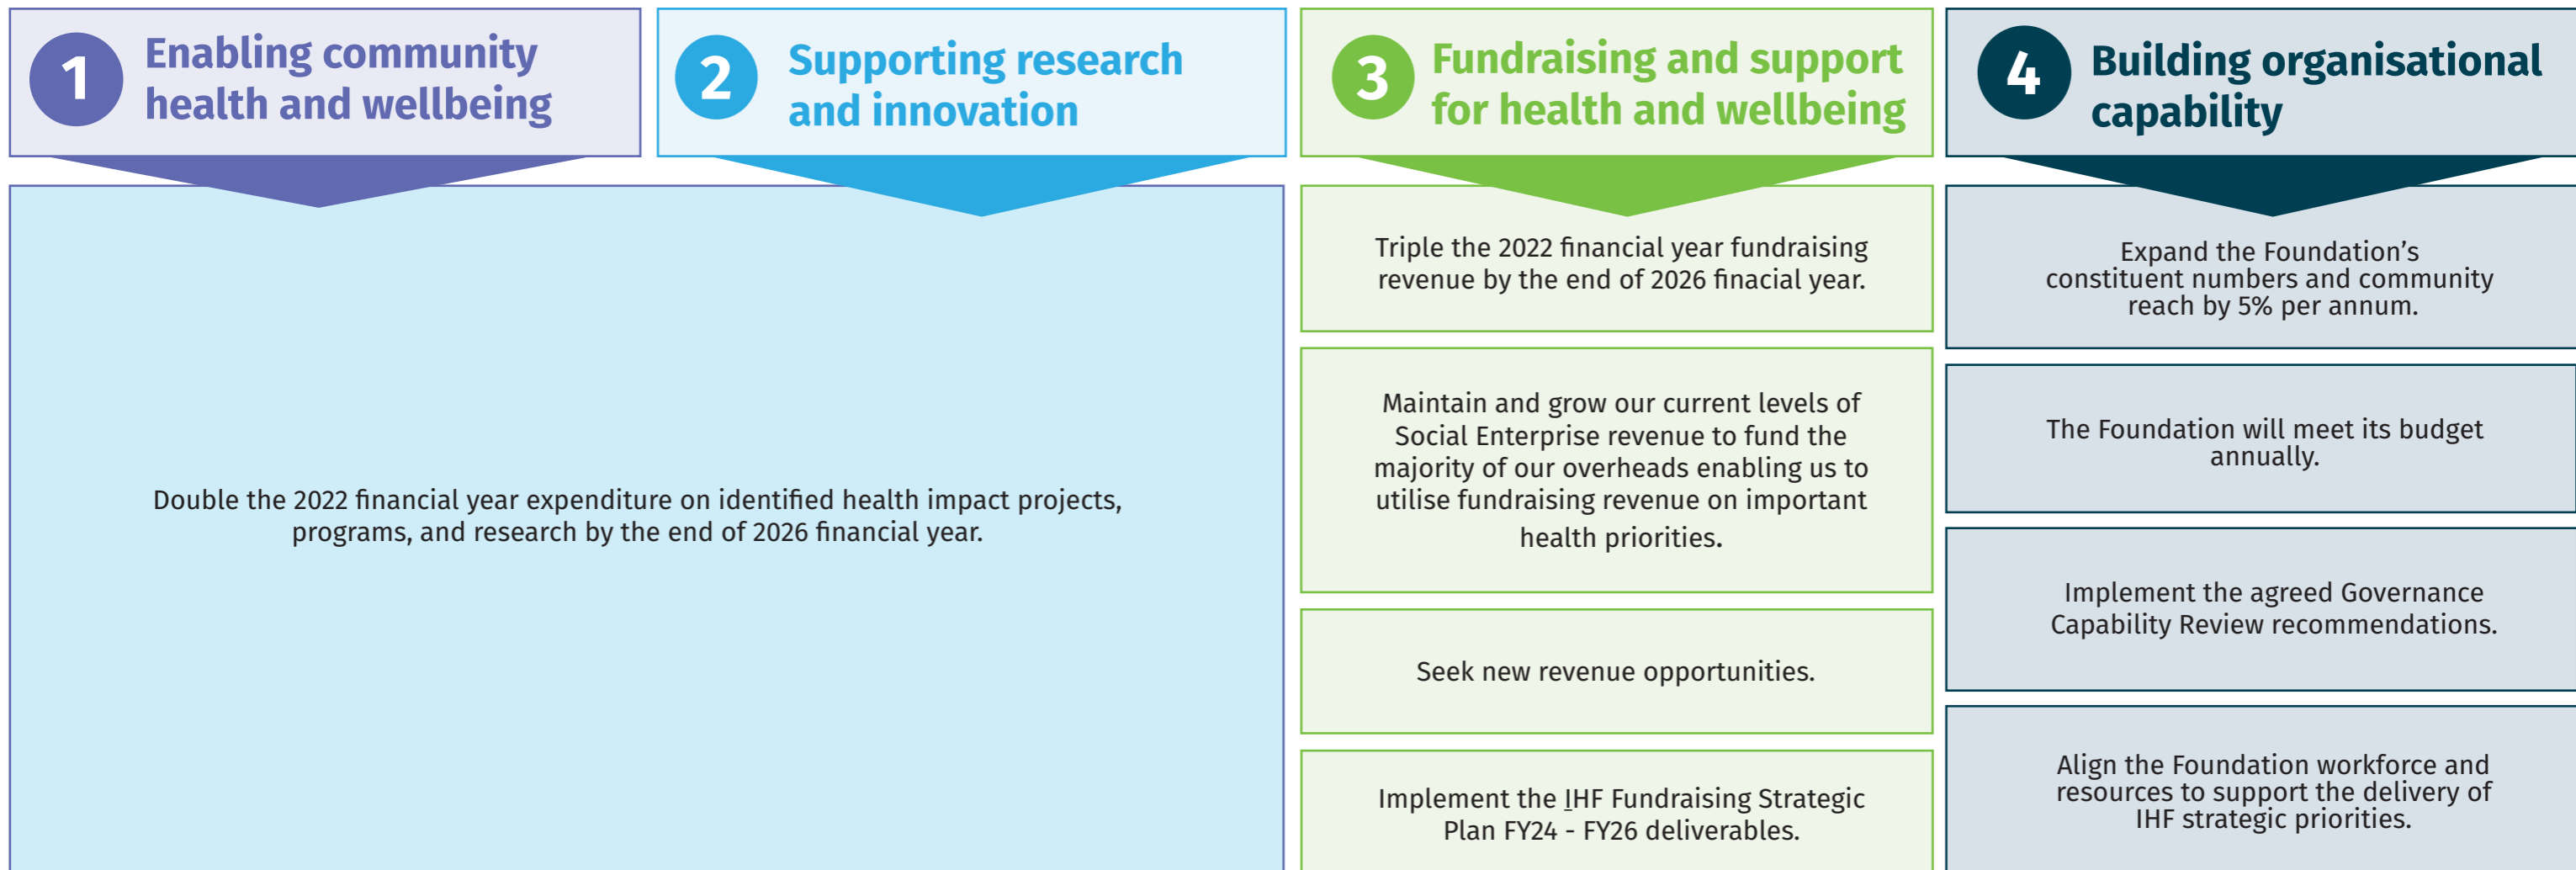 1
Enabling community
health and wellbeing
2
Supporting research
and innovation
3
Fundraising and support
for health and wellbeing
4
Building organisational
capability
Double the 2022 financial year expenditure on identified health impact projects,
programs, and research by the end of 2026 financial year.
Triple the 2022 financial year fundraising
revenue by the end of 2026 finacial year.
Maintain and grow our current levels of
Social Enterprise revenue to fund the
majority of our overheads enabling us to
utilise fundraising revenue on important
health priorities.
Seek new revenue opportunities.
Implement the IHF Fundraising Strategic
Plan FY24 - FY26 deliverables.
Expand the Foundation’s
constituent numbers and community
reach by 5% per annum.
The Foundation will meet its budget
annually.
Implement the agreed Governance
Capability Review recommendations.
Align the Foundation workforce and
resources to support the delivery of
IHF strategic priorities.